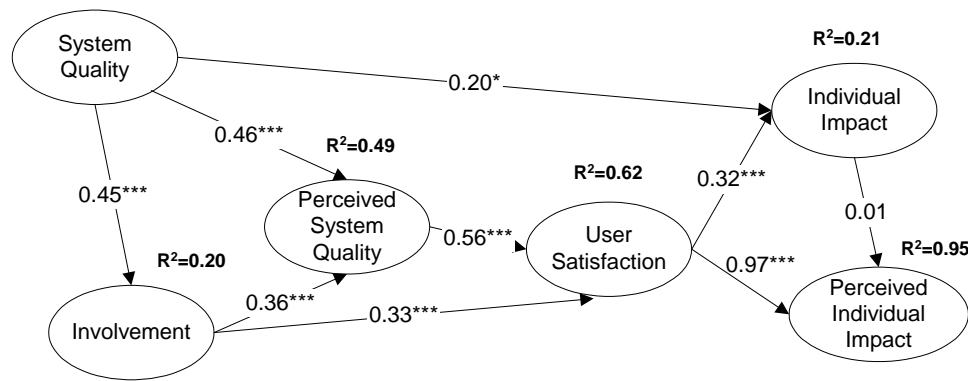 System
Quality
R²=0.21
0.20*
Individual
Impact
0.46***
R²=0.49
R²=0.62
0.32***
0.45***
Perceived
System
Quality
0.01
0.56***
User
Satisfaction
R²=0.20
R²=0.95
0.97***
0.36***
Involvement
0.33***
Perceived
Individual
Impact